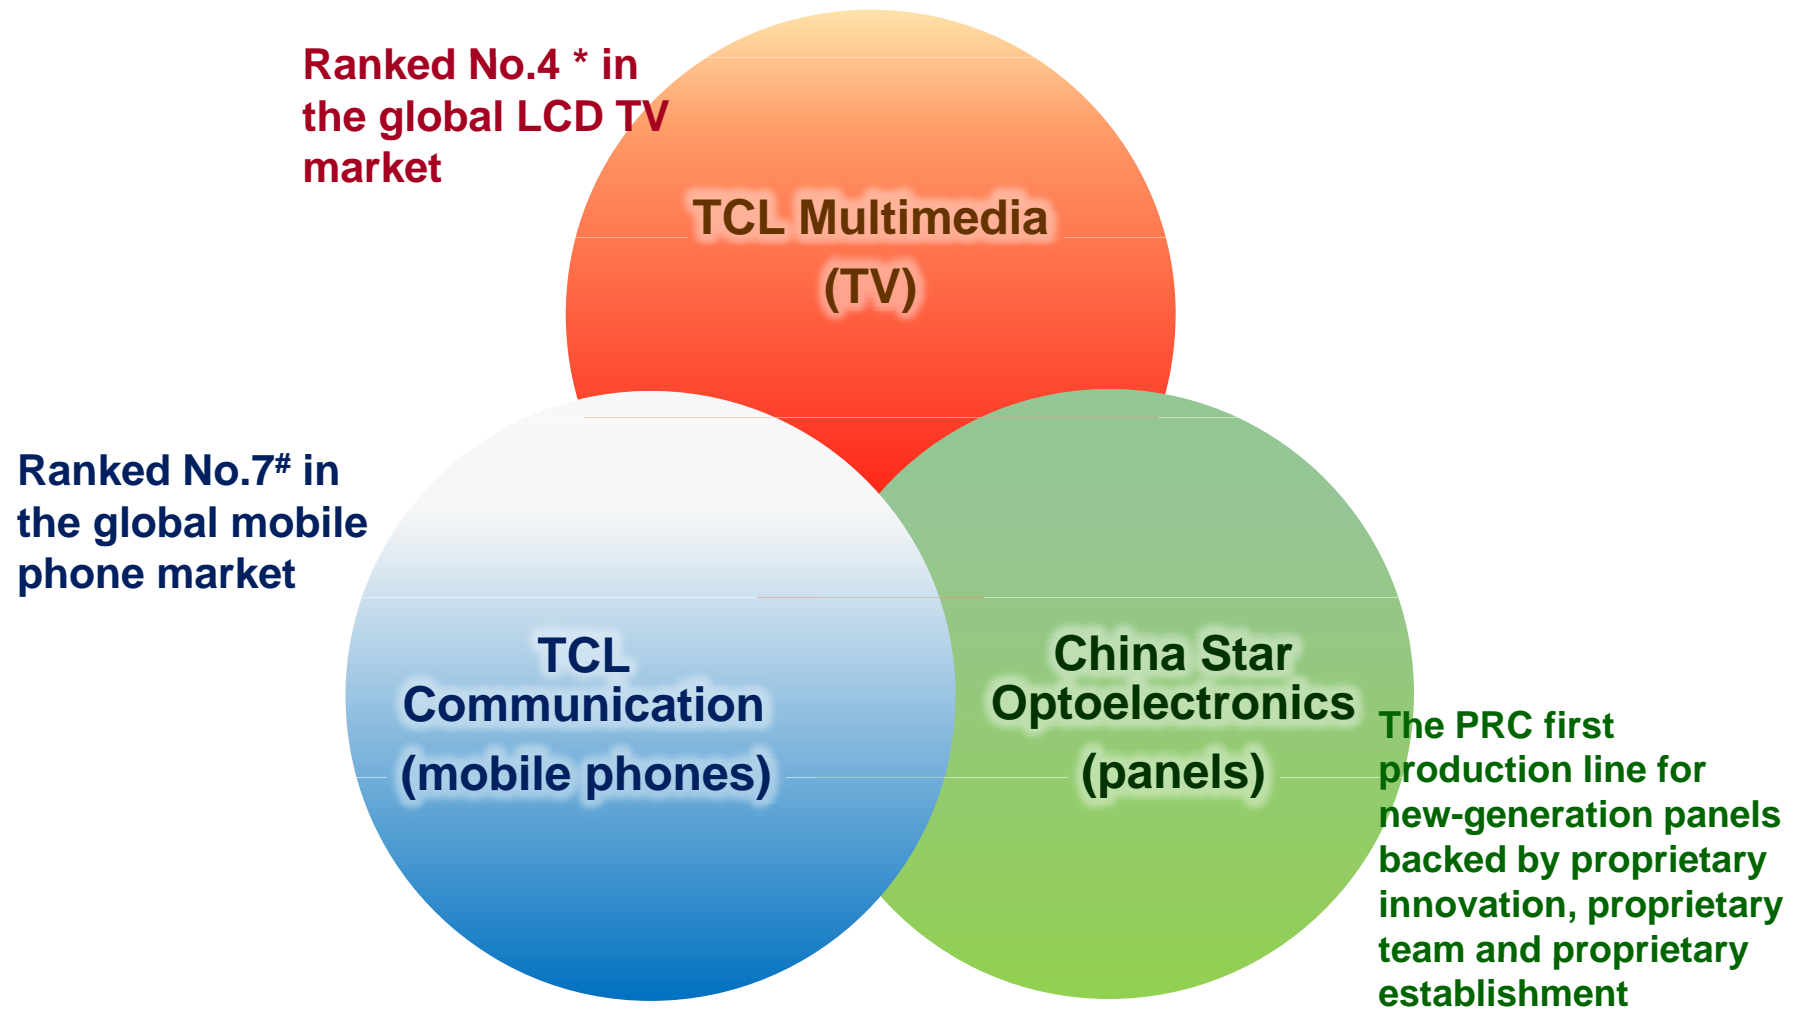 Ranked No.4 * in
the global LCD TV
market
TCL Multimedia
(TV)
Ranked No.7# in
the global mobile
phone market
TCL
Communication
(mobile phones)
China Star
Optoelectronics
(panels)
The PRC first
production line for
new-generation panels
backed by proprietary
innovation, proprietary
team and proprietary
establishment